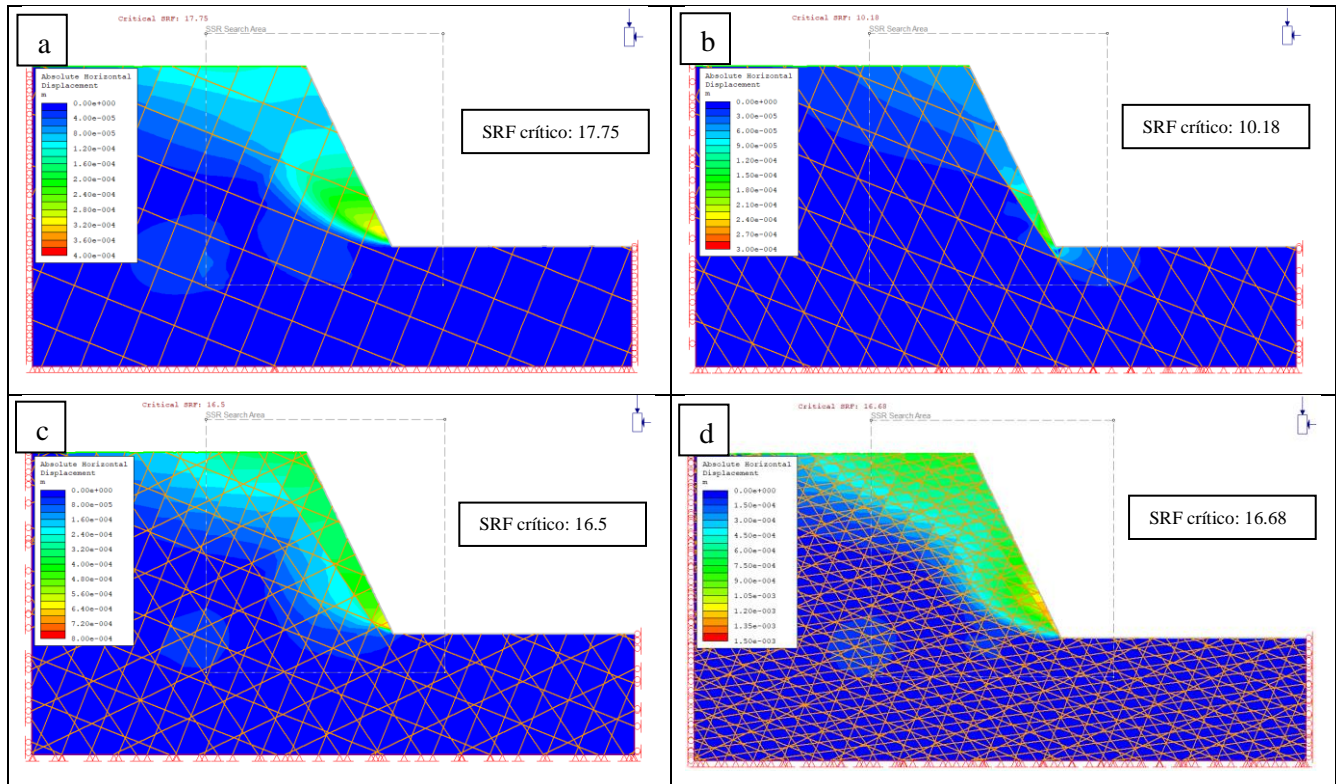 a
Critical SRF: 17.75
SSR Search Area
Absolute Horizontal
Displacement
m
0.00e+000
4.00e-005
8.00e-005
1.20e-004
1.60e-004
2.00e-004
2.40e-004
2.80e-004
3.20e-004
3.60e-004
4.00e-004
SRF crítico: 17.75
b
Critical SRF: 10.18
SSR Search Area
Absolute Horizontal
Displacement
m
0.00e+000
3.00e-005
6.00e-005
9.00e-005
1.20e-004
1.50e-004
1.80e-004
2.10e-004
2.40e-004
2.70e-004
3.00e-004
SRF crítico: 10.18
c
Critical SRF: 16.5
SSR Search Area
Absolute Horizontal
Displacement
m
0.00e+000
8.00e-005
1.60e-004
2.40e-004
3.20e-004
4.00e-004
4.80e-004
5.60e-004
6.40e-004
7.20e-004
8.00e-004
SRF crítico: 16.5
d
Critical SRF: 16.68
SSR Search Area
Absolute Horizontal
Displacement
m
0.00e+000
1.50e-004
3.00e-004
4.50e-004
6.00e-004
7.50e-004
9.00e-004
1.05e-003
1.20e-003
1.35e-003
1.50e-003
SRF crítico: 16.68